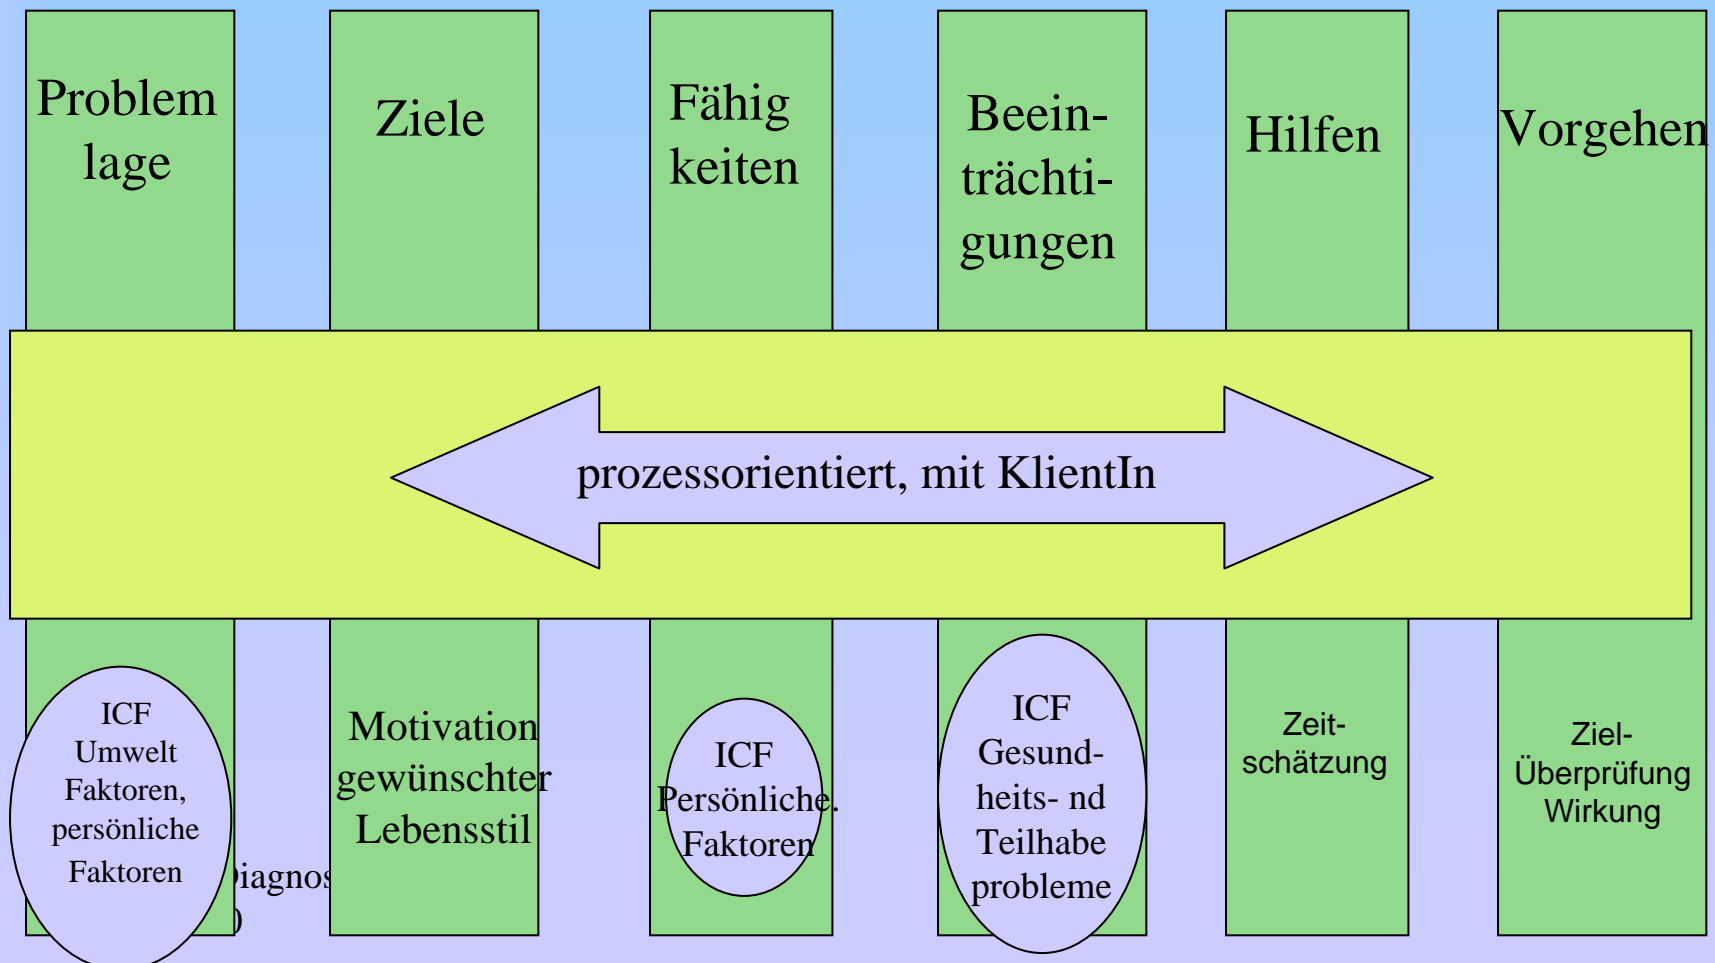 Problem
lage
Ziele
Fähig
keiten
Beein-
trächti-
gungen
Hilfen
Vorgehen
prozessorientiert, mit KlientIn
ICF
Umwelt
Faktoren,
persönliche
Faktoren
Motivation
gewünschter
Lebensstil
ICF
Persönliche.
Faktoren
ICF
Gesund-
heits- nd
Teilhabe
probleme
Zeit-
schätzung
Ziel-
Überprüfung
Wirkung